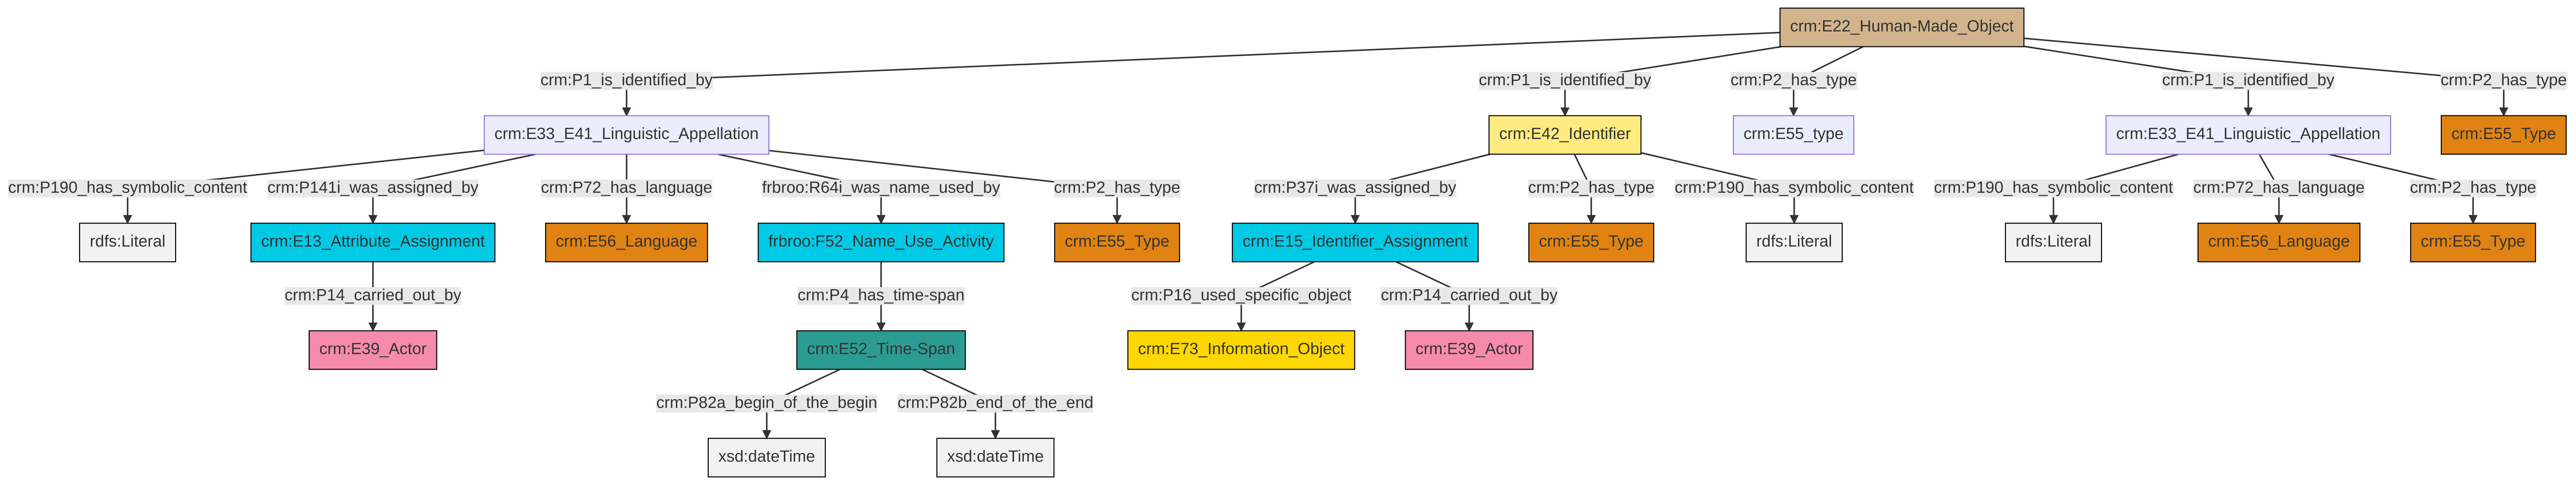 crm:E22_Human-Made_Object
crm:P1_is_identified_by
crm:P1_is_identified_by
crm:P2_has_type
crm:P1_is_identified_by
crm:P2_has_type
crm:E33_E41_Linguistic_Appellation
crm:E42_Identifier
crm:E55_type
crm:E33_E41_Linguistic_Appellation
crm:E55_Type
crm:P190_has_symbolic_content
crm:P141i_was_assigned_by
crm:P72_has_language
frbroo:R64i_was_name_used_by
crm:P2_has_type
crm:P37i_was_assigned_by
crm:P2_has_type
crm:P190_has_symbolic_content
crm:P190_has_symbolic_content
crm:P72_has_language
crm:P2_has_type
rdfs:Literal
crm:E13_Attribute_Assignment
crm:E56_Language
frbroo:F52_Name_Use_Activity
crm:E55_Type
crm:E15_Identifier_Assignment
crm:E55_Type
rdfs:Literal
rdfs:Literal
crm:E56_Language
crm:E55_Type
crm:P14_carried_out_by
crm:P4_has_time-span
crm:P16_used_specific_object
crm:P14_carried_out_by
crm:E39_Actor
crm:E52_Time-Span
crm:E73_Information_Object
crm:E39_Actor
crm:P82a_begin_of_the_begin
crm:P82b_end_of_the_end
xsd:dateTime
xsd:dateTime